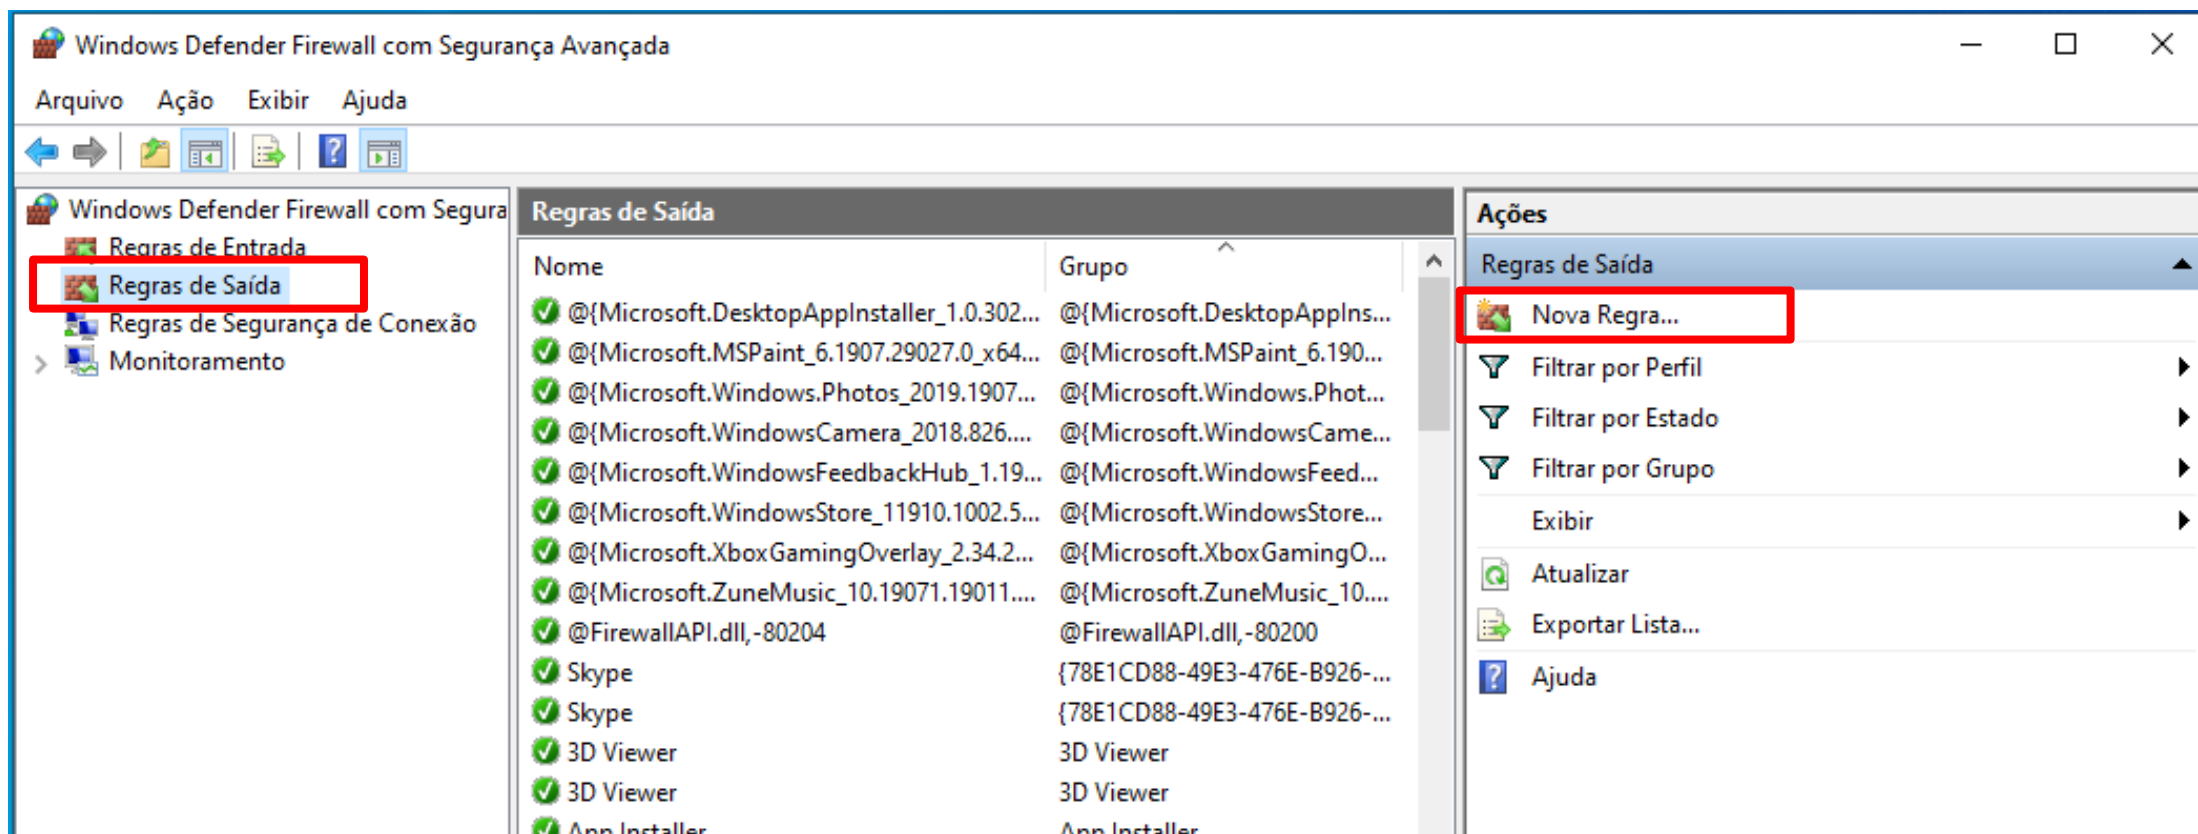 Windows Defender Firewall com Segurança Avançada
Arquivo Ação Exibir Ajuda
Windows Defender Firewall com Segura
Regras de Entrada
Regras de Saída
Regras de Segurança de Conexão
Monitoramento
Regras de Saída
Nome Grupo
@{Microsoft.DesktopAppInstaller_1.0.302... @{Microsoft.DesktopAppIns...
@{Microsoft.MSPaint_6.1907.29027.0_x64... @{Microsoft.MSPaint_6.190...
@{Microsoft.Windows.Photos_2019.1907... @{Microsoft.Windows.Phot...
@{Microsoft.WindowsCamera_2018.826.... @{Microsoft.WindowsCame...
@{Microsoft.WindowsFeedbackHub_1.19... @{Microsoft.WindowsFeed...
@{Microsoft.WindowsStore_11910.1002.5... @{Microsoft.WindowsStore...
@{Microsoft.XboxGamingOverlay_2.34.2... @{Microsoft.XboxGamingO...
@{Microsoft.ZuneMusic_10.19071.19011.... @{Microsoft.ZuneMusic_10....
@FirewallAPI.dll,-80204 @FirewallAPI.dll,-80200
Skype {78E1CD88-49E3-476E-B926-...
Skype {78E1CD88-49E3-476E-B926-...
3D Viewer 3D Viewer
3D Viewer 3D Viewer
App Installer App Installer
Ações
Regras de Saída
Nova Regra...
Filtrar por Perfil
Filtrar por Estado
Filtrar por Grupo
Exibir
Atualizar
Exportar Lista...
Ajuda